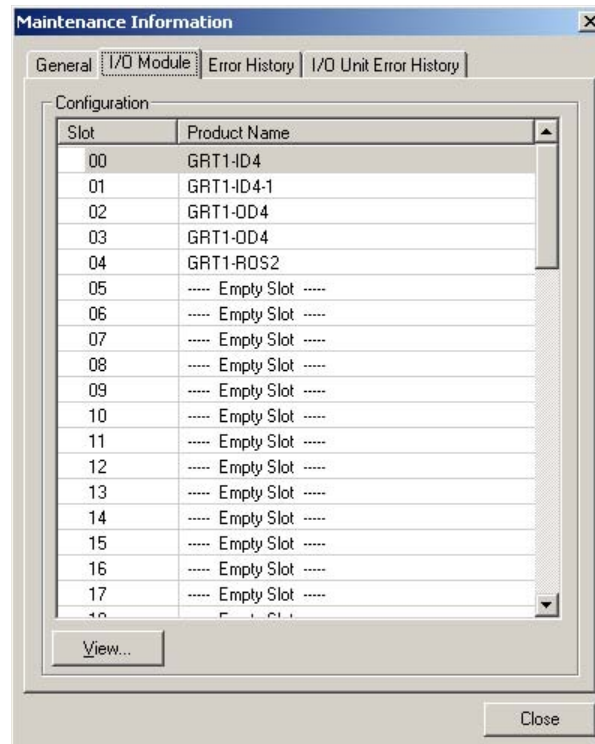 Maintenance Information
General I/O Module Error History I/O Unit Error History
Configuration
Slot Product Name
00 GRT1-ID4
01 GRT1-ID4-1
02 GRT1-OD4
03 GRT1-OD4
04 GRT1-ROS2
05 ----- Empty Slot -----
06 ----- Empty Slot -----
07 ----- Empty Slot -----
08 ----- Empty Slot -----
09 ----- Empty Slot -----
10 ----- Empty Slot -----
11 ----- Empty Slot -----
12 ----- Empty Slot -----
13 ----- Empty Slot -----
14 ----- Empty Slot -----
15 ----- Empty Slot -----
16 ----- Empty Slot -----
17 ----- Empty Slot -----
View...
Close